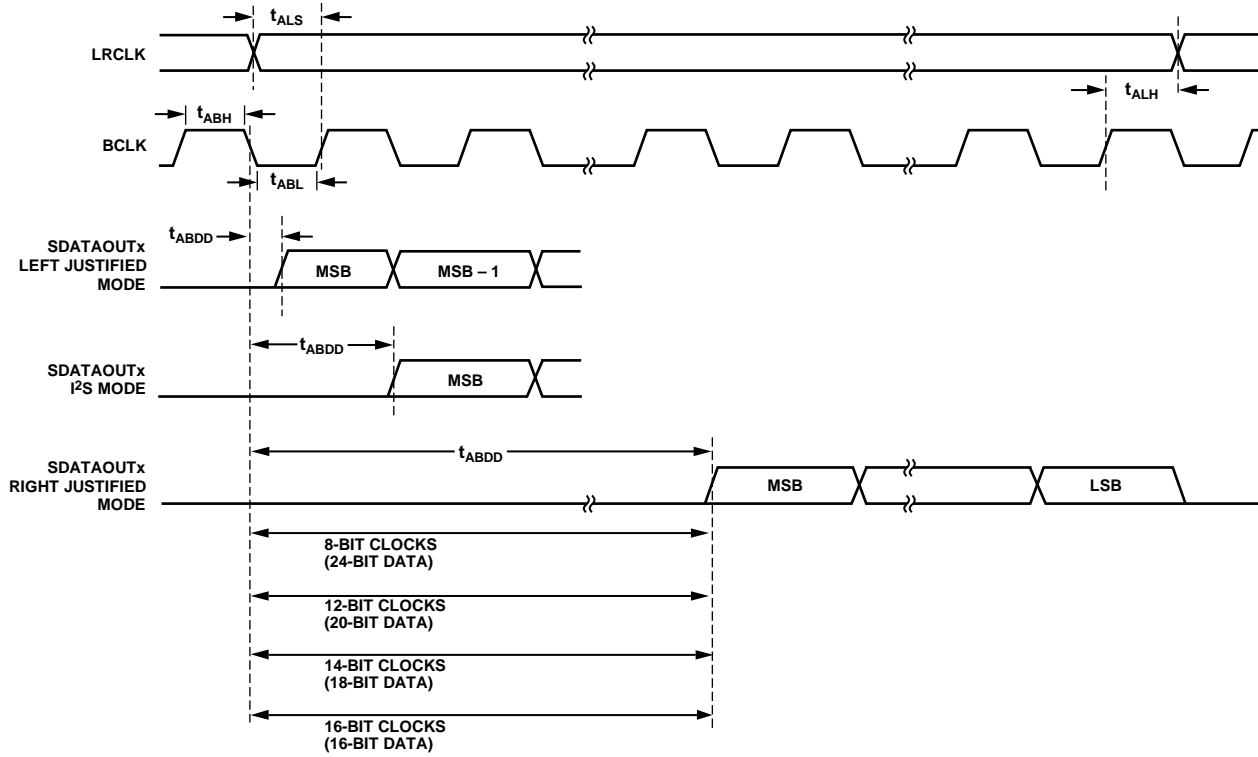 tALS
LRCLK
tALH
tABH
BCLK
tABL
tABDD
SDATAOUTx
LEFT JUSTIFIED
MODE
MSB
MSB – 1
tABDD
SDATAOUTx
I2S MODE
MSB
tABDD
SDATAOUTx
RIGHT JUSTIFIED
MODE
MSB
LSB
8-BIT CLOCKS
(24-BIT DATA)
12-BIT CLOCKS
(20-BIT DATA)
14-BIT CLOCKS
(18-BIT DATA)
16-BIT CLOCKS
(16-BIT DATA)